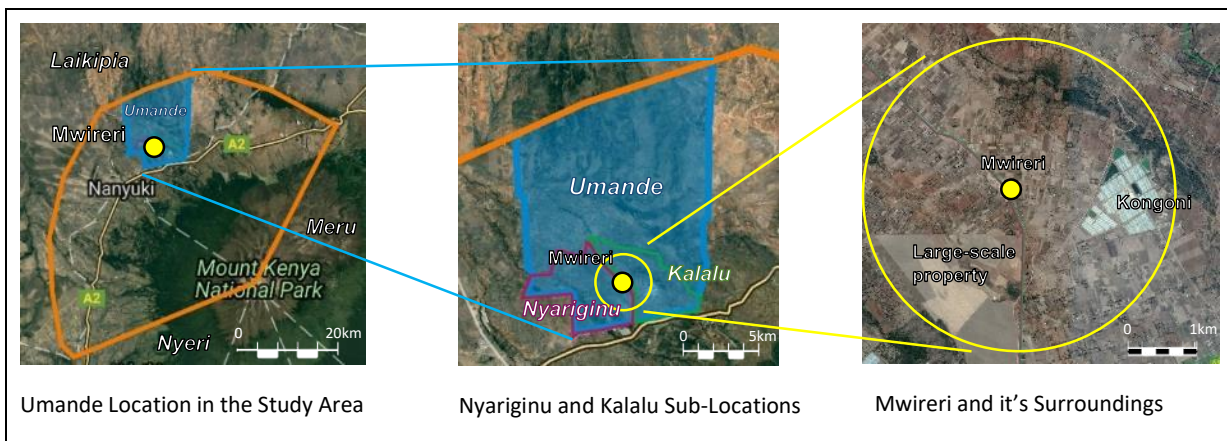 Laikipia
Umande
Mwireri
A2
Nanyuki
Meru
Mount Kenya
National Park
A2
Nyeri
0
20km
Umande
Mwireri
Kalalu
Nyariginu
0
5km
Mwireri
Kongoni
Large-scale
property
0
1km
Umande Location in the Study Area
Nyariginu and Kalalu Sub-Locations
Mwireri and it's Surroundings